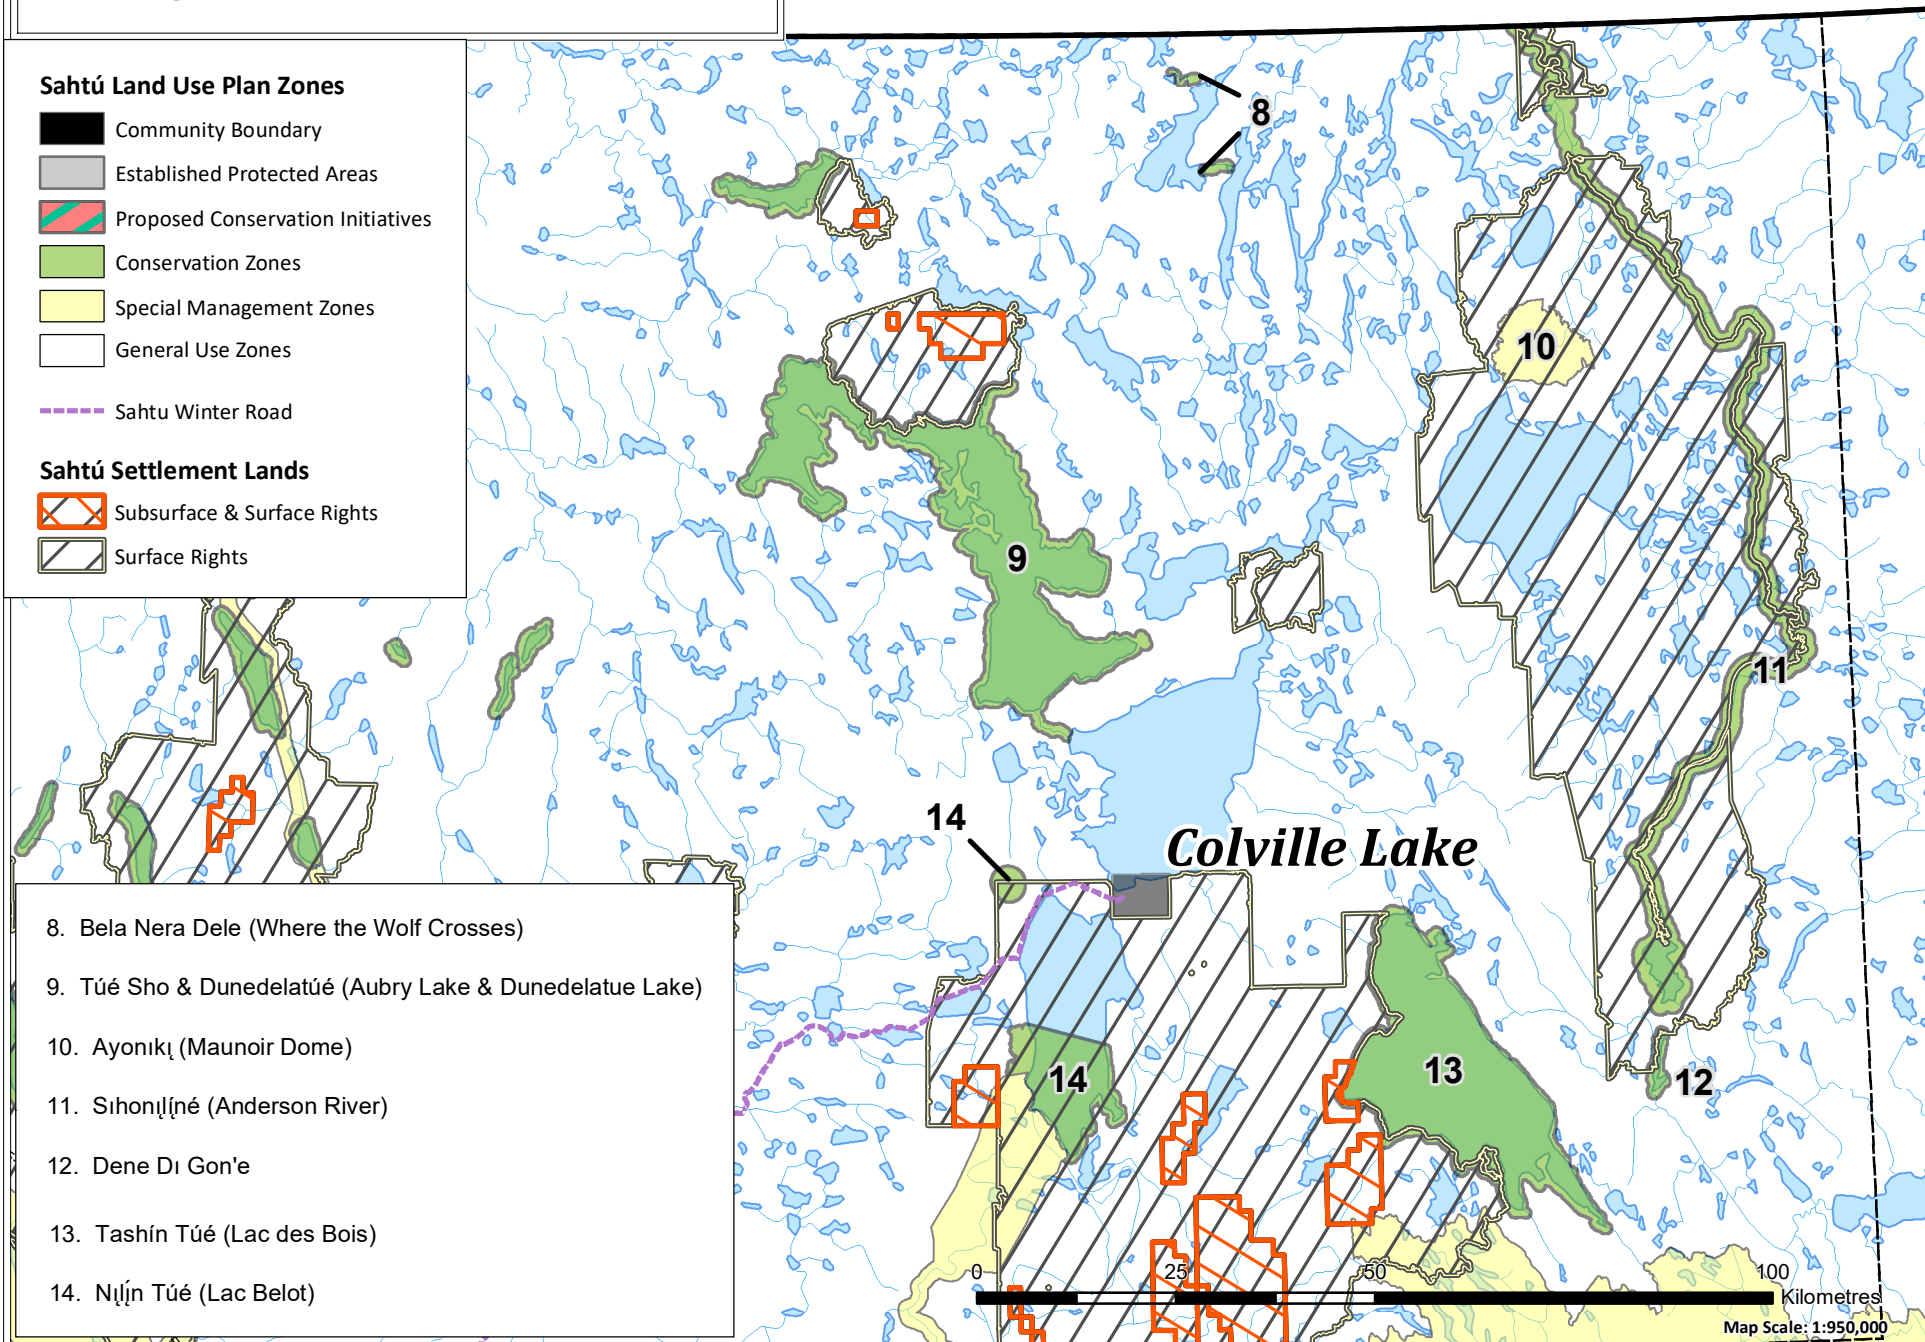 Sahtú Land Use Plan Zones
Community Boundary
Established Protected Areas
Proposed Conservation Initiatives
Conservation Zones
Special Management Zones
General Use Zones
Sahtu Winter Road
Sahtú Settlement Lands
Subsurface & Surface Rights
Surface Rights
8
10
9
11
14
Colville Lake
14
13
12
8. Bela Nera Dele (Where the Wolf Crosses)
9. Túé Sho & Dunedelatúé (Aubry Lake & Dunedelatue Lake)
10. Ayonıkı̨ (Maunoir Dome)
11. Sıhonı̨lı̨́né (Anderson River)
12. Dene Dı Gon'e
13. Tashín Túé (Lac des Bois)
14. Nı̨lı̨́n Túé (Lac Belot)
0 25 50 100
Kilometres
Map Scale: 1:950,000